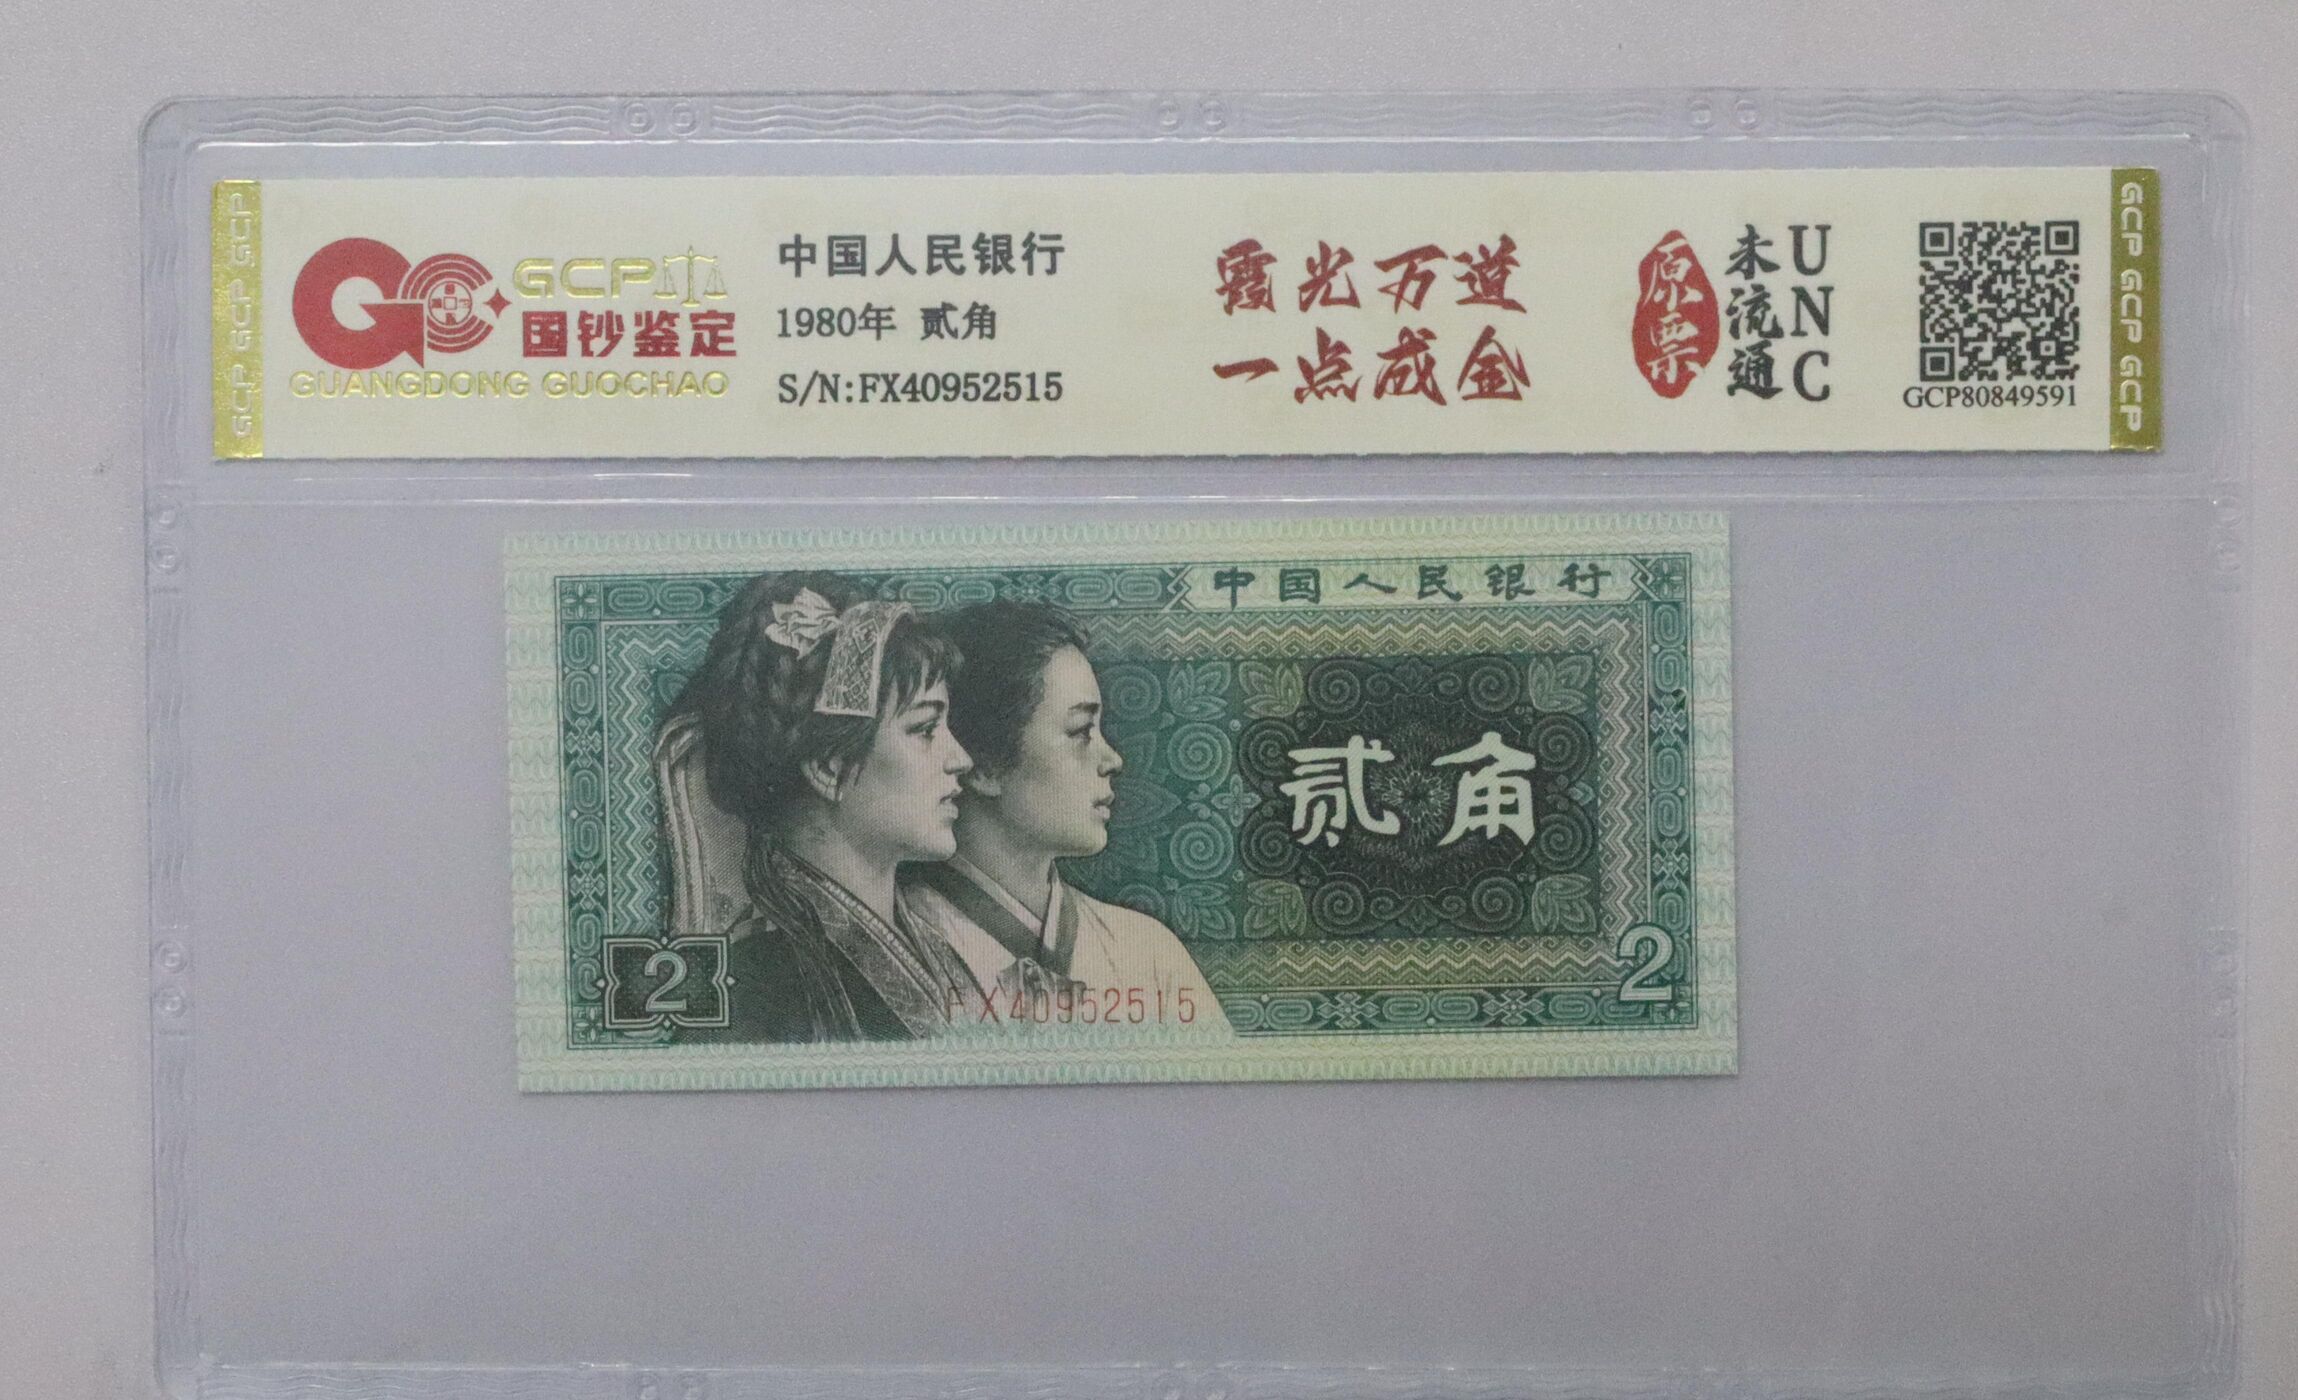 GCP GCP GCP
GCP
国钞鉴定
GUANGDONG GUOCHAO
中国人民银行
1980年 贰角
S/N:FX40952515
霞光万道
一点成金
原票
未流通
UNC
GCP80849591
GCP GCP GCP
中国人民银行
贰角
2
2
FX40952515